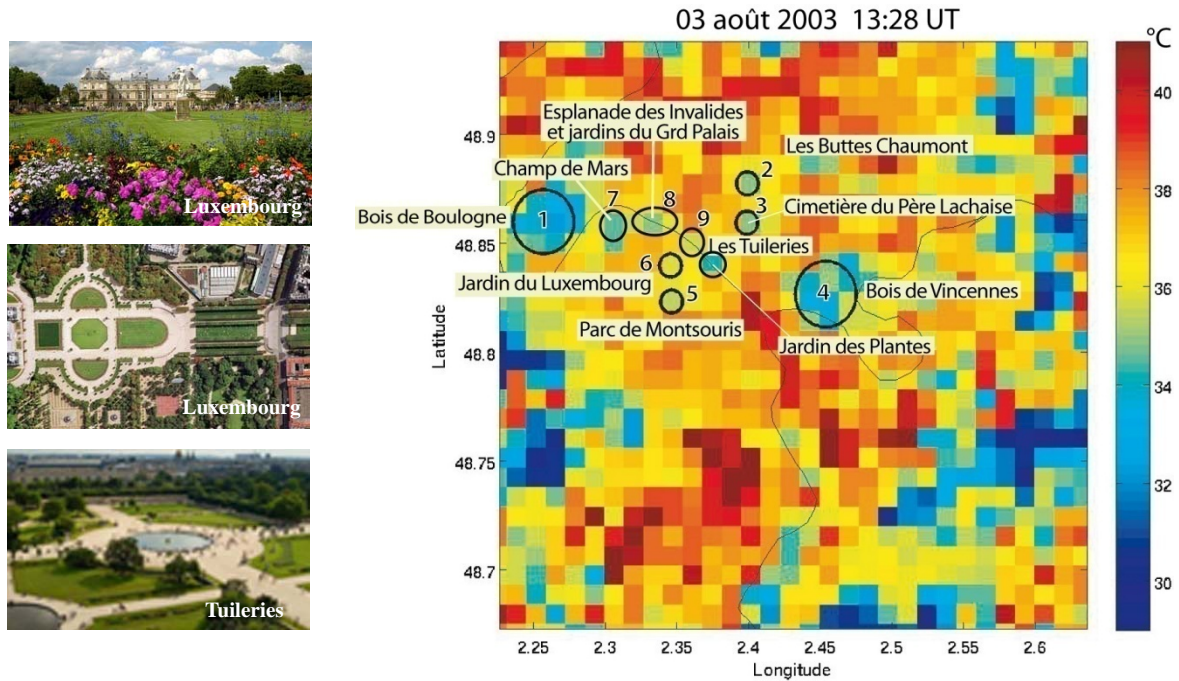 03 août 2003 13:28 UT
°C
Luxembourg
Luxembourg
Tuileries
Esplanade des Invalides
et jardins du Grd Palais
Les Buttes Chaumont
Champ de Mars
2
7
8
3
Cimetière du Père Lachaise
Bois de Boulogne
1
9
Les Tuileries
6
Jardin du Luxembourg
5
4
Bois de Vincennes
Parc de Montsouris
Jardin des Plantes
Latitude
48.9
48.85
48.8
48.75
48.7
2.25
2.3
2.35
2.4
2.45
2.5
2.55
2.6
Longitude
40
38
36
34
32
30